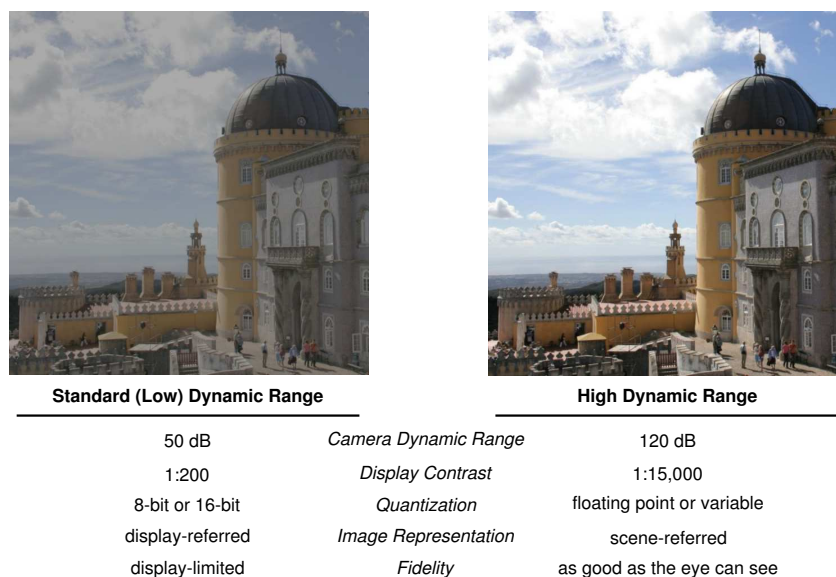 Standard (Low) Dynamic Range High Dynamic Range
50 dB Camera Dynamic Range 120 dB
1:200 Display Contrast 1:15,000
8-bit or 16-bit Quantization floating point or variable
display-referred Image Representation scene-referred
display-limited Fidelity as good as the eye can see